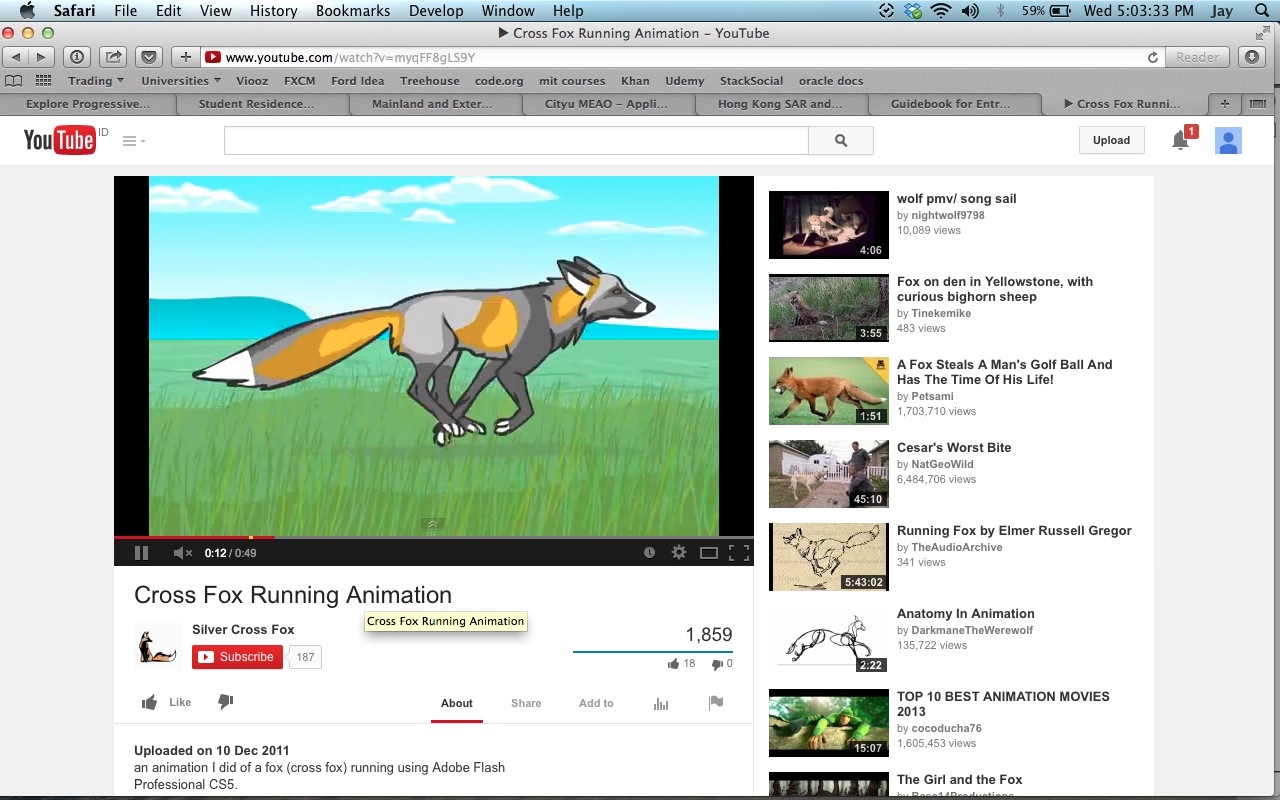 Safari File Edit View History Bookmarks Develop Window Help 59% Wed 5:03:33 PM Jay
▶ Cross Fox Running Animation – YouTube
www.youtube.com/watch?v=myqFF8gLS9Y Reader
Trading Universities Viooz FXCM Ford Idea Treehouse code.org mit courses Khan Udemy StackSocial oracle docs
Explore Progressive... Student Residence... Mainland and Exter... Cityu MEAO – Appli... Hong Kong SAR and... Guidebook for Entr... ▶ Cross Fox Runni...
YouTube ID Upload 1
0:12 / 0:49
Cross Fox Running Animation
Cross Fox Running Animation
Silver Cross Fox
Subscribe 187
1,859
18 0
Like About Share Add to
Uploaded on 10 Dec 2011
an animation I did of a fox (cross fox) running using Adobe Flash
Professional CS5.
wolf pmv/ song sail
by nightwolf9798
10,089 views
4:06
Fox on den in Yellowstone, with
curious bighorn sheep
by Tinekemike
483 views
3:55
A Fox Steals A Man's Golf Ball And
Has The Time Of His Life!
by Petsami
1,703,710 views
1:51
Cesar's Worst Bite
by NatGeoWild
6,484,706 views
45:10
Running Fox by Elmer Russell Gregor
by TheAudioArchive
341 views
5:43:02
Anatomy In Animation
by DarkmaneTheWerewolf
135,722 views
2:22
TOP 10 BEST ANIMATION MOVIES
2013
by cocoducha76
1,605,453 views
15:07
The Girl and the Fox
by Base14Productions